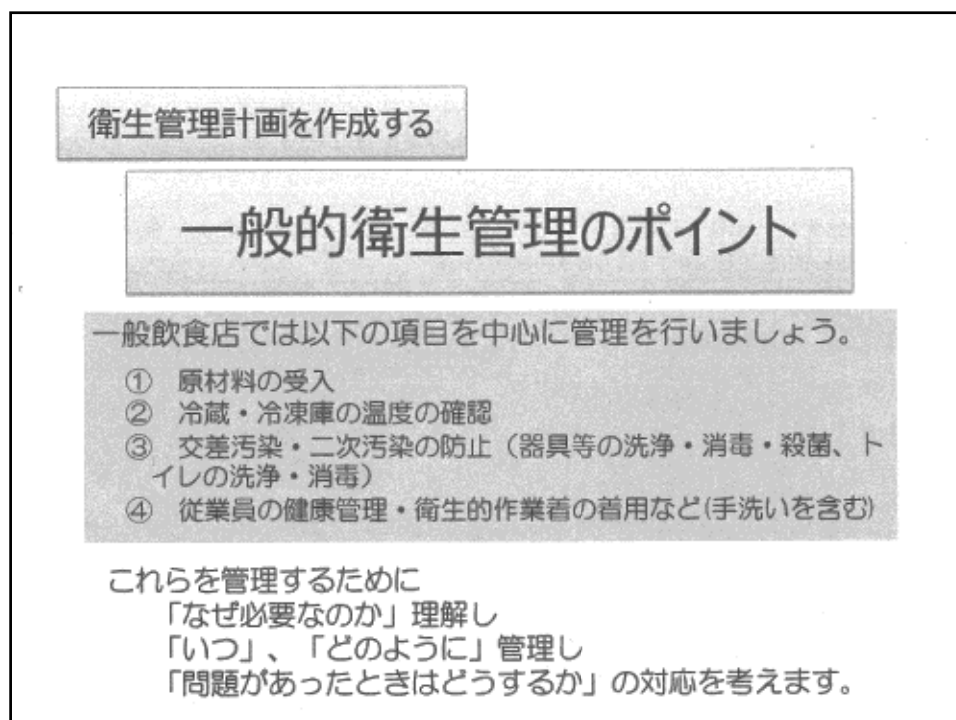 衛生管理計画を作成する
一般的衛生管理のポイント
一般飲食店では以下の項目を中心に管理を行いましょう。
① 原材料の受入
② 冷蔵・冷凍庫の温度の確認
③ 交差汚染・二次汚染の防止（器具等の洗浄・消毒・殺菌、ト
イレの洗浄・消毒）
④ 従業員の健康管理・衛生的作業着の着用など(手洗いを含む)
これらを管理するために
「なぜ必要なのか」理解し
「いつ」、「どのように」管理し
「問題があったときはどうするか」の対応を考えます。